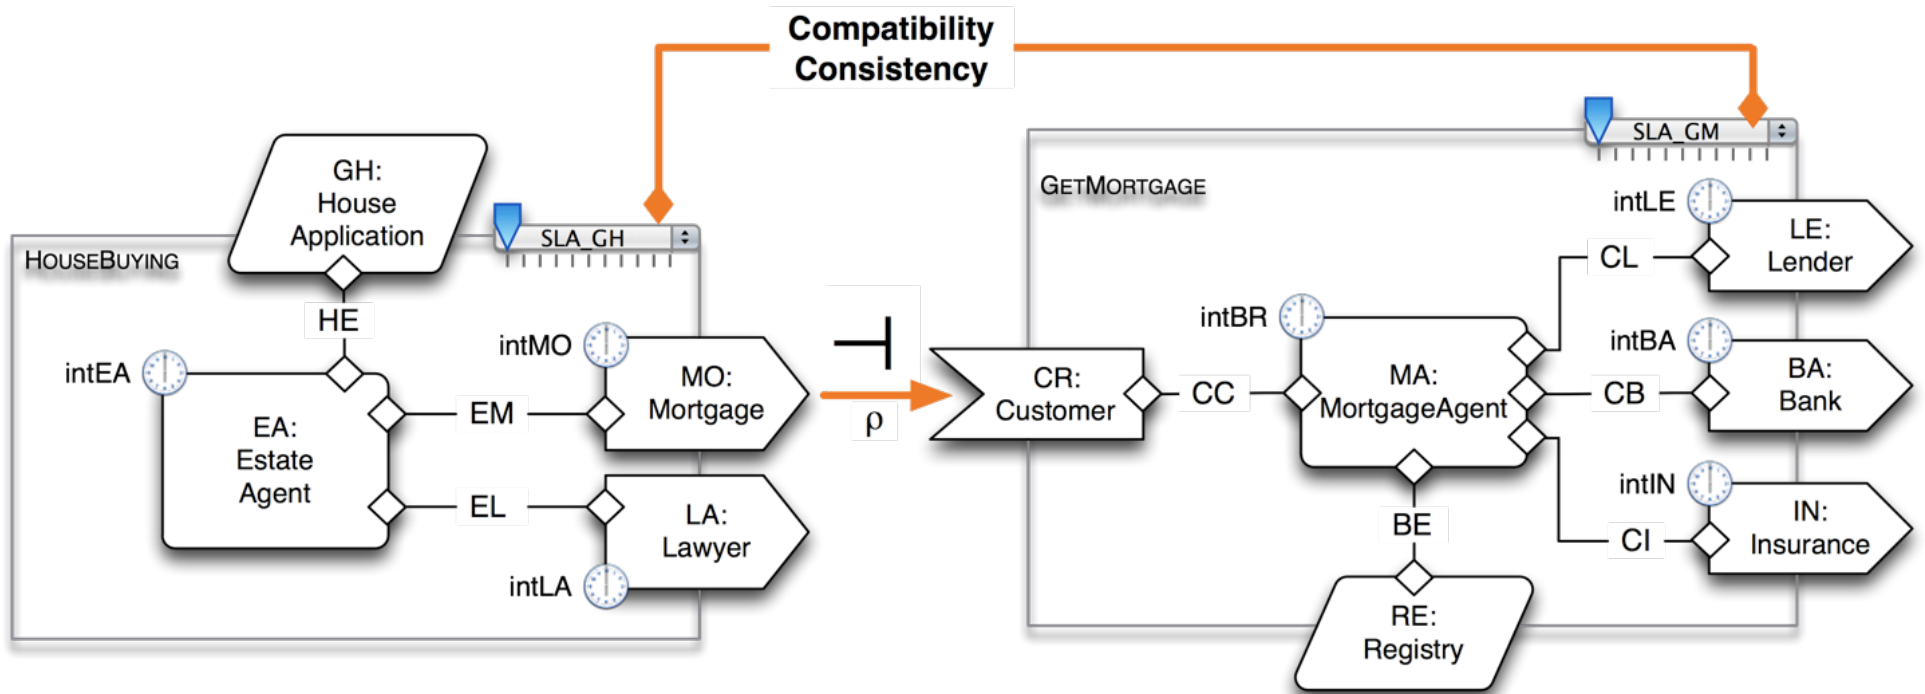 Compatibility
Consistency
HOUSEBUYING
GH:
House
Application
SLA_GH
HE
intEA
EA:
Estate
Agent
EM
EL
intMO
MO:
Mortgage
LA:
Lawyer
intLA
ρ
GETMORTGAGE
SLA_GM
CR:
Customer
CC
intBR
MA:
MortgageAgent
BE
RE:
Registry
CL
CB
CI
intLE
LE:
Lender
intBA
BA:
Bank
intIN
IN:
Insurance